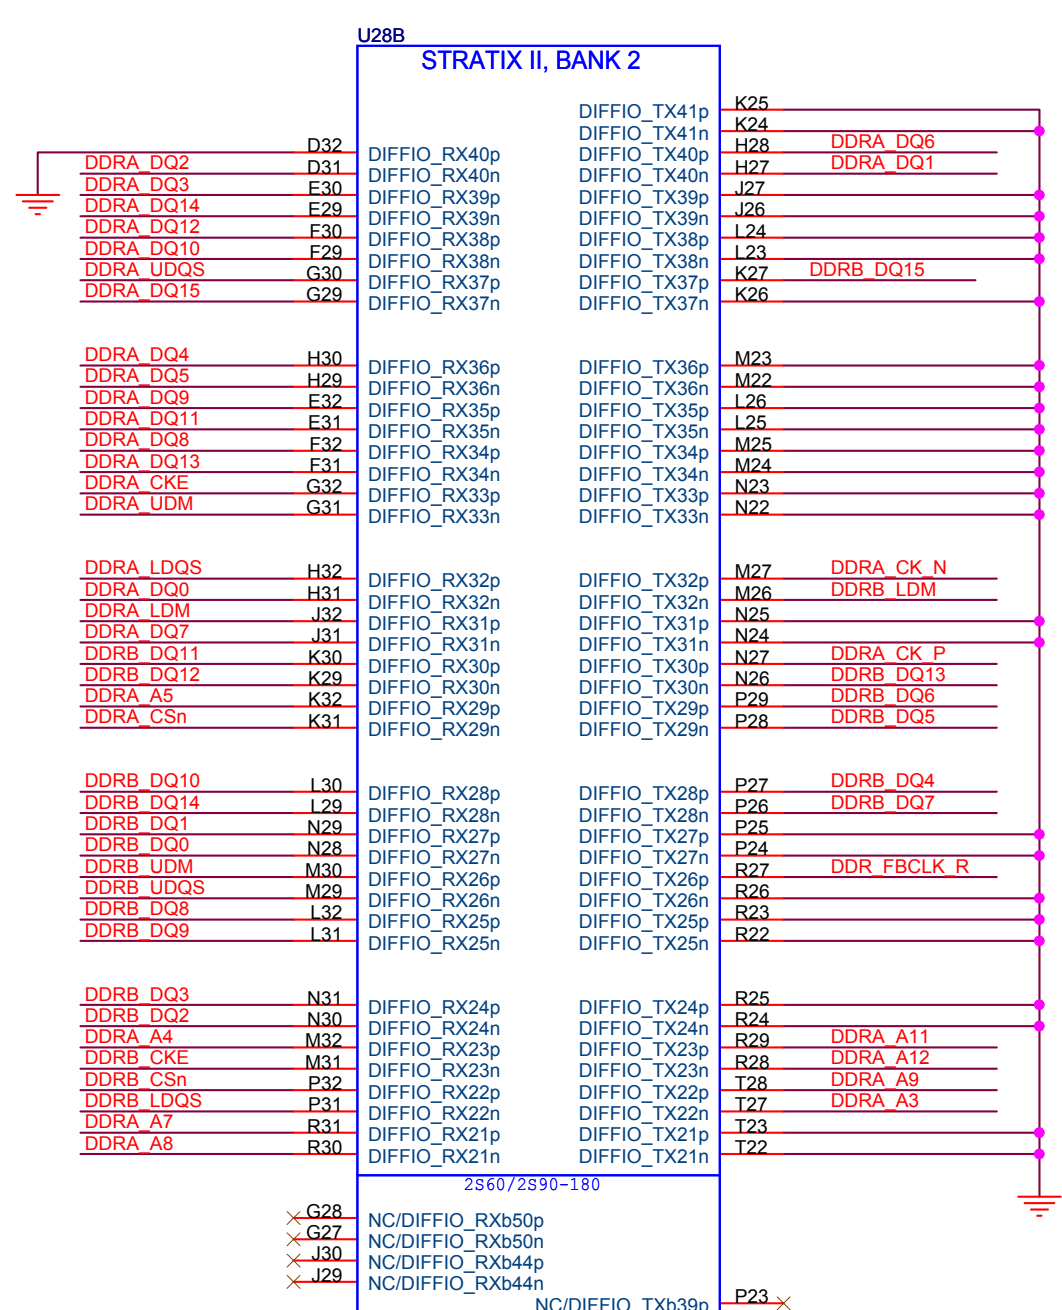 U28B
STRATIX II, BANK 2
DIFFIO_TX41p K25
DIFFIO_TX41n K24
D32 DIFFIO_RX40p DIFFIO_TX40p H28 DDRA_DQ6
DDRA_DQ2 D31 DIFFIO_RX40n DIFFIO_TX40n H27 DDRA_DQ1
DDRA_DQ3 E30 DIFFIO_RX39p DIFFIO_TX39p J27
DDRA_DQ14 E29 DIFFIO_RX39n DIFFIO_TX39n J26
DDRA_DQ12 F30 DIFFIO_RX38p DIFFIO_TX38p L24
DDRA_DQ10 F29 DIFFIO_RX38n DIFFIO_TX38n L23
DDRA_UDQS G30 DIFFIO_RX37p DIFFIO_TX37p K27 DDRB_DQ15
DDRA_DQ15 G29 DIFFIO_RX37n DIFFIO_TX37n K26
DDRA_DQ4 H30 DIFFIO_RX36p DIFFIO_TX36p M23
DDRA_DQ5 H29 DIFFIO_RX36n DIFFIO_TX36n M22
DDRA_DQ9 E32 DIFFIO_RX35p DIFFIO_TX35p L26
DDRA_DQ11 E31 DIFFIO_RX35n DIFFIO_TX35n L25
DDRA_DQ8 F32 DIFFIO_RX34p DIFFIO_TX34p M25
DDRA_DQ13 F31 DIFFIO_RX34n DIFFIO_TX34n M24
DDRA_CKE G32 DIFFIO_RX33p DIFFIO_TX33p N23
DDRA_UDM G31 DIFFIO_RX33n DIFFIO_TX33n N22
DDRA_LDQS H32 DIFFIO_RX32p DIFFIO_TX32p M27 DDRA_CK_N
DDRA_DQ0 H31 DIFFIO_RX32n DIFFIO_TX32n M26 DDRB_LDM
DDRA_LDM J32 DIFFIO_RX31p DIFFIO_TX31p N25
DDRA_DQ7 J31 DIFFIO_RX31n DIFFIO_TX31n N24
DDRB_DQ11 K30 DIFFIO_RX30p DIFFIO_TX30p N27 DDRA_CK_P
DDRB_DQ12 K29 DIFFIO_RX30n DIFFIO_TX30n N26 DDRB_DQ13
DDRA_A5 K32 DIFFIO_RX29p DIFFIO_TX29p P29 DDRB_DQ6
DDRA_CSn K31 DIFFIO_RX29n DIFFIO_TX29n P28 DDRB_DQ5
DDRB_DQ10 L30 DIFFIO_RX28p DIFFIO_TX28p P27 DDRB_DQ4
DDRB_DQ14 L29 DIFFIO_RX28n DIFFIO_TX28n P26 DDRB_DQ7
DDRB_DQ1 N29 DIFFIO_RX27p DIFFIO_TX27p P25
DDRB_DQ0 N28 DIFFIO_RX27n DIFFIO_TX27n P24
DDRB_UDM M30 DIFFIO_RX26p DIFFIO_TX26p R27 DDR_FBCLK_R
DDRB_UDQS M29 DIFFIO_RX26n DIFFIO_TX26n R26
DDRB_DQ8 L32 DIFFIO_RX25p DIFFIO_TX25p R23
DDRB_DQ9 L31 DIFFIO_RX25n DIFFIO_TX25n R22
DDRB_DQ3 N31 DIFFIO_RX24p DIFFIO_TX24p R25
DDRB_DQ2 N30 DIFFIO_RX24n DIFFIO_TX24n R24
DDRA_A4 M32 DIFFIO_RX23p DIFFIO_TX23p R29 DDRA_A11
DDRB_CKE M31 DIFFIO_RX23n DIFFIO_TX23n R28 DDRA_A12
DDRB_CSn P32 DIFFIO_RX22p DIFFIO_TX22p T28 DDRA_A9
DDRB_LDQS P31 DIFFIO_RX22n DIFFIO_TX22n T27 DDRA_A3
DDRA_A7 R31 DIFFIO_RX21p DIFFIO_TX21p T23
DDRA_A8 R30 DIFFIO_RX21n DIFFIO_TX21n T22
2S60/2S90-180
G28 NC/DIFFIO_RXb50p
G27 NC/DIFFIO_RXb50n
J30 NC/DIFFIO_RXb44p
J29 NC/DIFFIO_RXb44n
NC/DIFFIO_TXb39p P23